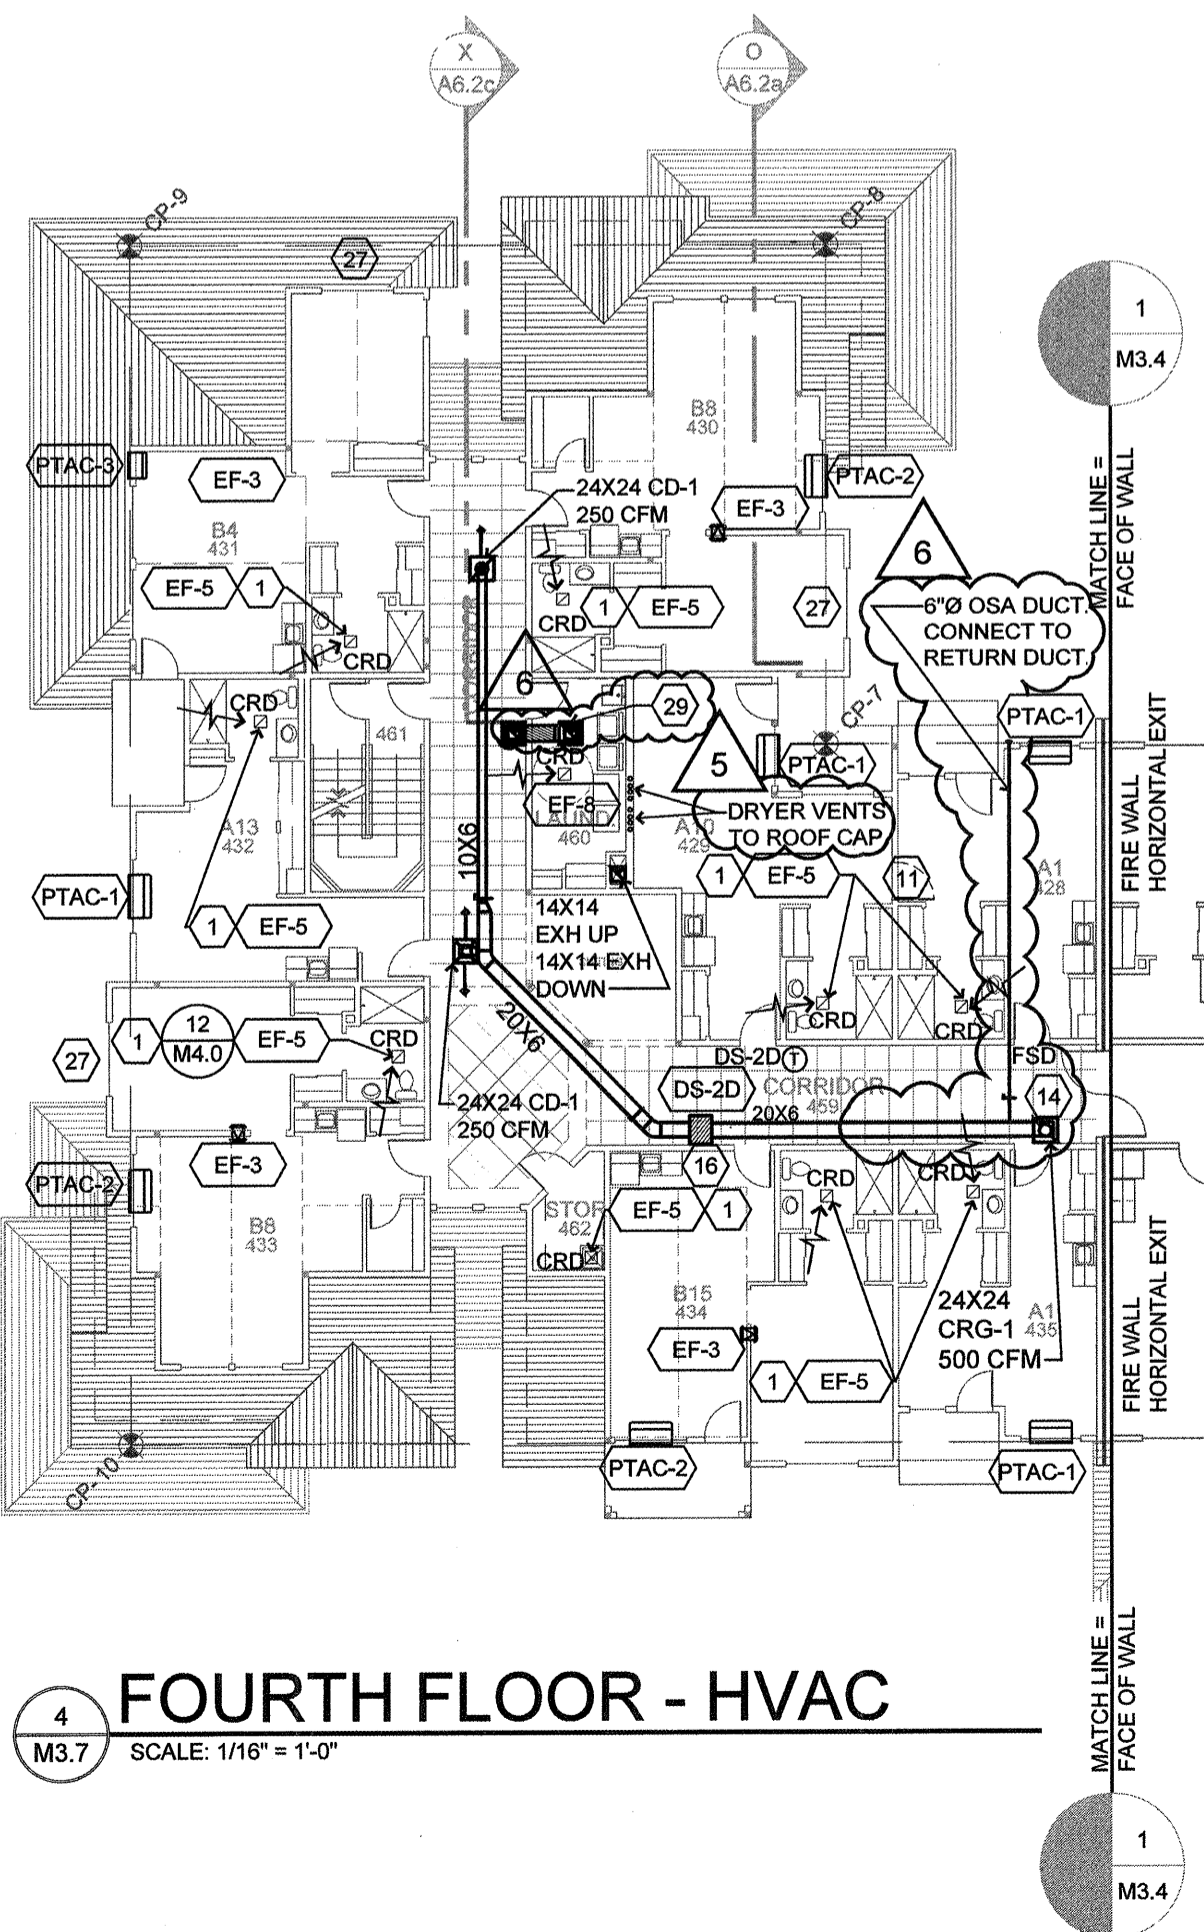 X
A6.2c
O
A6.2a
CP-9
27
CP-8
1
M3.4
B8
430
PTAC-3
EF-3
PTAC-2
MATCH LINE =
FACE OF WALL
24X24 CD-1
250 CFM
EF-3
B4
431
6
EF-5
1
1
EF-5
27
6"Ø OSA DUCT.
CONNECT TO
RETURN DUCT.
CRD
CRD
CORRIDOR
6
CRD
29
CP-7
PTAC-1
461
5
PTAC-1
CRD
EF-8
LAUND.
460
DRYER VENTS
TO ROOF CAP
A10
429
A13
432
10X6
1
EF-5
11
A1
428
FIRE WALL
HORIZONTAL EXIT
PTAC-1
1
EF-5
14X14
EXH UP
14X14 EXH
DOWN
20X6
CRD
CRD
27
1
12
M4.0
EF-5
CRD
DS-2D
T
FSD
DS-2D
CORRIDOR
459
14
24X24 CD-1
250 CFM
20X6
EF-3
16
CRD
CRD
PTAC-2
EF-5
1
STOR
462
B8
433
CRD
B15
434
24X24
CRG-1
500 CFM
A1
435
FIRE WALL
HORIZONTAL EXIT
EF-3
1
EF-5
CP-10
PTAC-2
PTAC-1
MATCH LINE =
FACE OF WALL
4
M3.7
FOURTH FLOOR - HVAC
SCALE: 1/16" = 1'-0"
1
M3.4